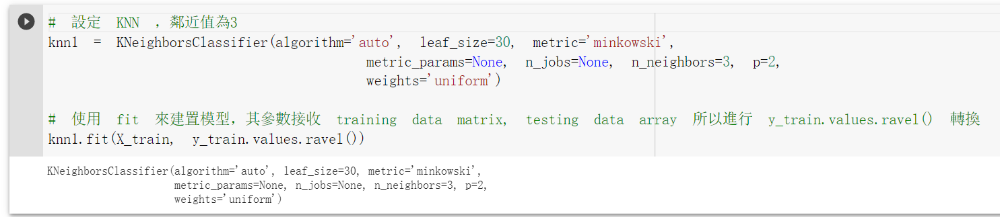 # 設定 KNN ，鄰近值為3
knn1 = KNeighborsClassifier(algorithm='auto', leaf_size=30, metric='minkowski',
metric_params=None, n_jobs=None, n_neighbors=3, p=2,
weights='uniform')
# 使用 fit 來建置模型，其參數接收 training data matrix, testing data array 所以進行 y_train.values.ravel() 轉換
knn1.fit(X_train, y_train.values.ravel())
KNeighborsClassifier(algorithm='auto', leaf_size=30, metric='minkowski',
metric_params=None, n_jobs=None, n_neighbors=3, p=2,
weights='uniform')